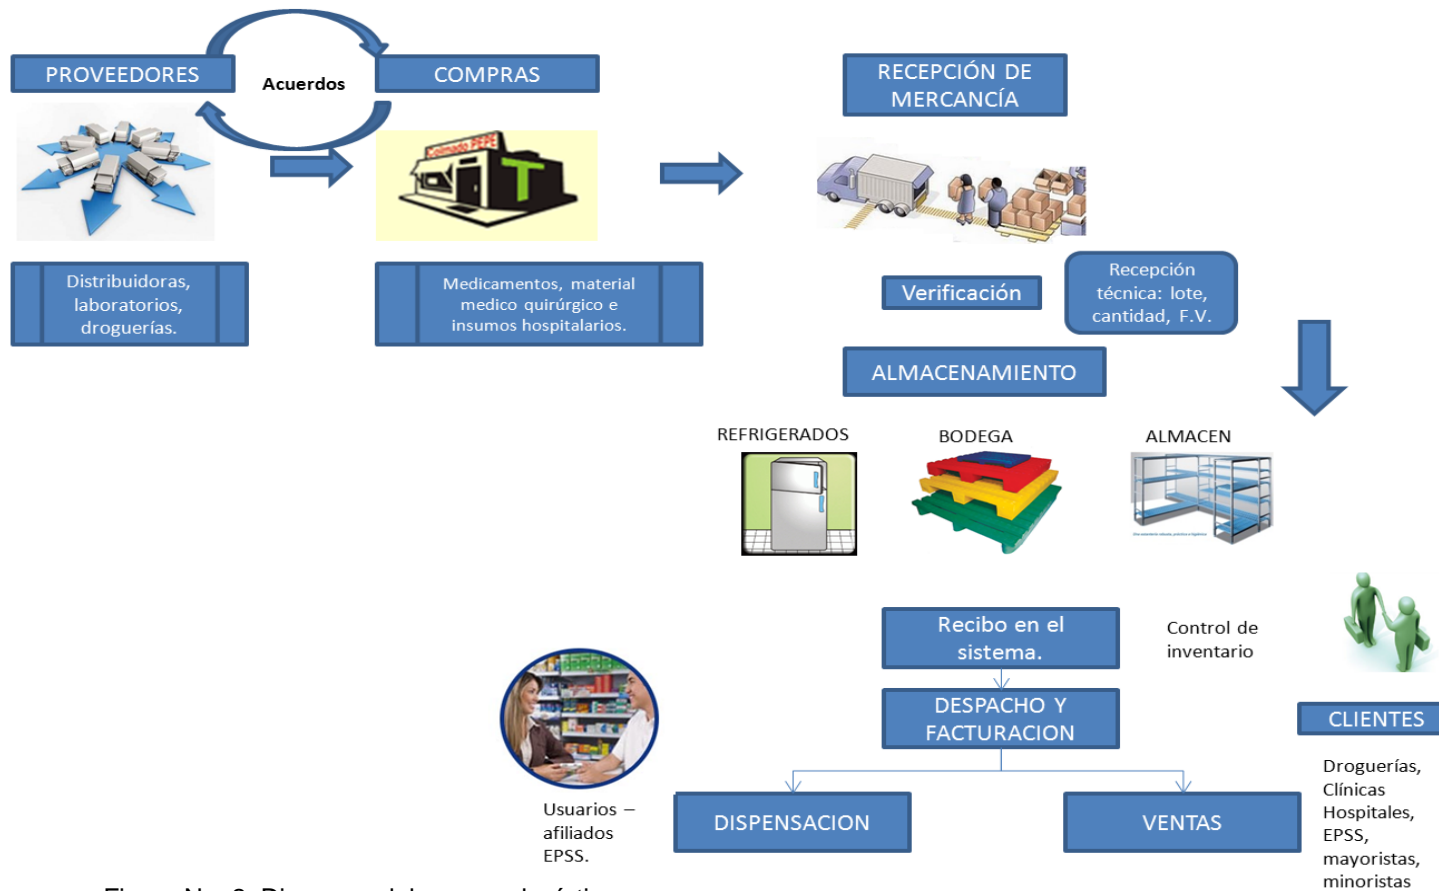 PROVEEDORES
Acuerdos
COMPRAS
RECEPCIÓN DE
MERCANCÍA
Colmado PEPE
T
Distribuidoras,
laboratorios,
droguerías.
Medicamentos, material
medico quirúrgico e
insumos hospitalarios.
Verificación
Recepción
técnica: lote,
cantidad, F.V.
ALMACENAMIENTO
REFRIGERADOS
BODEGA
ALMACEN
Recibo en el
sistema.
Control de
inventario
DESPACHO Y
FACTURACION
CLIENTES
Droguerías,
Clínicas
Hospitales,
EPSS,
mayoristas,
minoristas
Usuarios –
afiliados
EPSS.
DISPENSACION
VENTAS